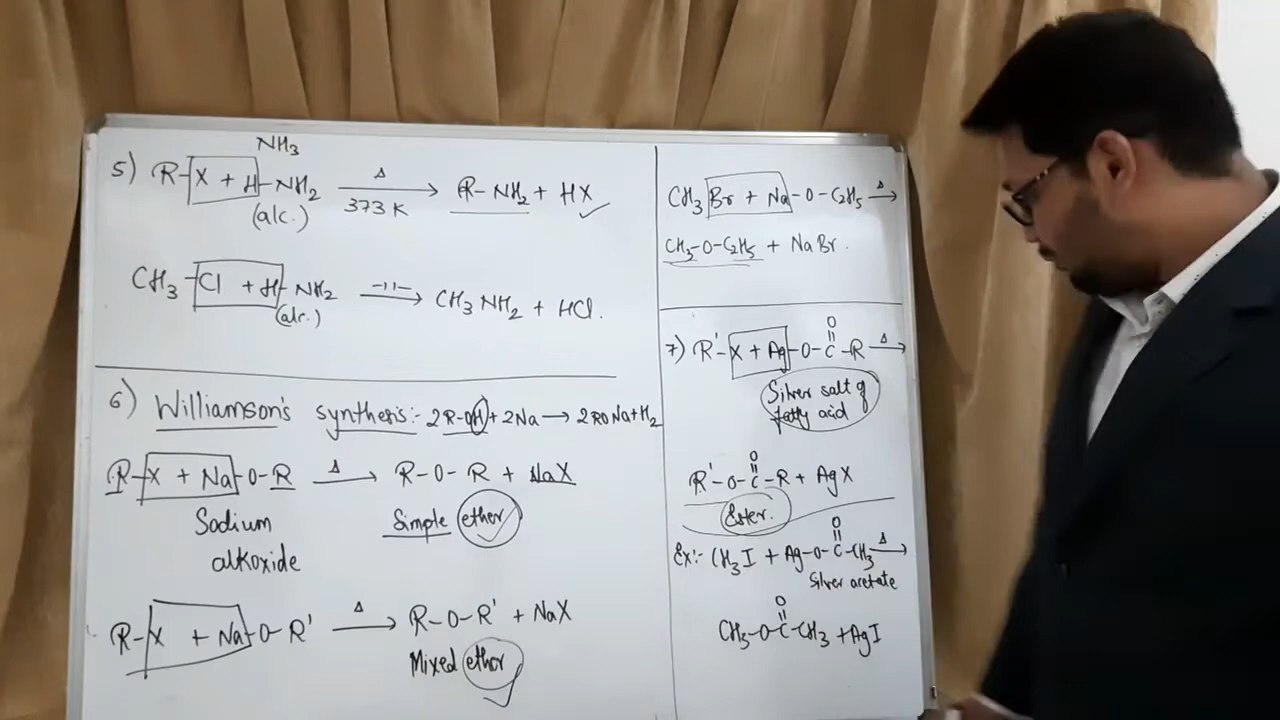 NH₃
5) R-X + H-NH₂ →(Δ, 373 K) R-NH₂ + HX ✓
(alc.)
CH₃-Cl + H-NH₂ →(-11-) CH₃NH₂ + HCl.
(alc.)
6) Williamson's synthesis:- 2R-OH + 2Na → 2RONa + H₂
R-X + Na-O-R →(Δ) R-O-R + NaX
Sodium alkoxide
Simple ether
R-X + Na-O-R' →(Δ) R-O-R' + NaX
Mixed ether
CH₃Br + Na-O-C₂H₅ →(Δ)
CH₃-O-C₂H₅ + NaBr.
O
||
7) R'-X + Ag-O-C-R →(Δ)
Silver salt of
fatty acid
O
||
R'-O-C-R + AgX
Ester.
O
||
Ex:- CH₃I + Ag-O-C-CH₃ →(Δ)
Silver acetate
O
||
CH₃-O-C-CH₃ + AgI